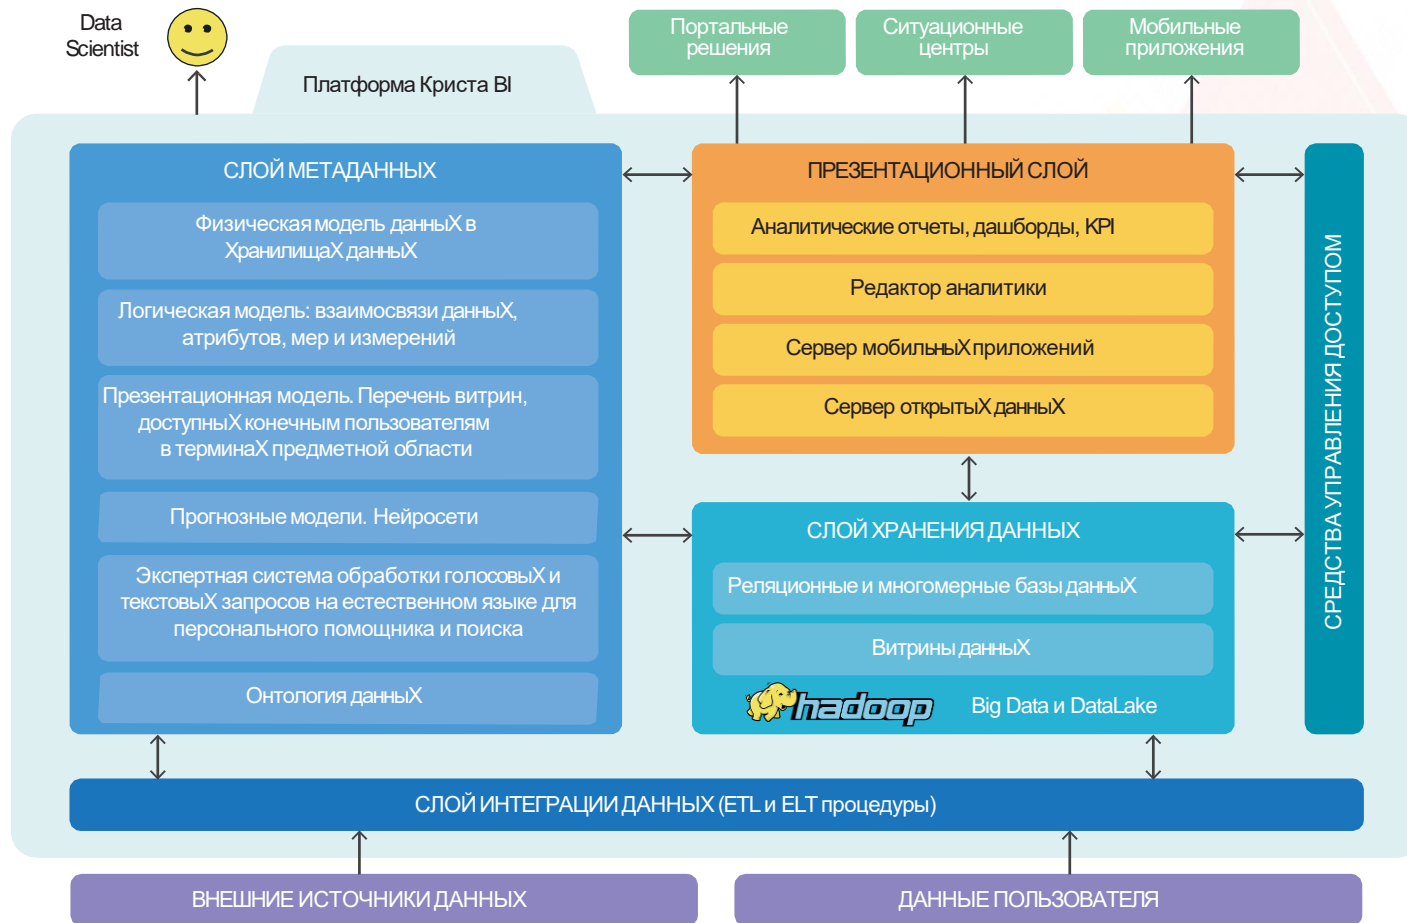 Data
Scientist
Платформа Криста BI
Портальные
решения
Ситуационные
центры
Мобильные
приложения
СЛОЙ МЕТАДАННЫХ
Физическая модель данныХ в
ХранилищаХ данныХ
Логическая модель: взаимосвязи данныХ,
атрибутов, мер и измерений
Презентационная модель. Перечень витрин,
доступныХ конечным пользователям
в терминаХ предметной области
Прогнозные модели. Нейросети
Экспертная система обработки голосовыХ и
текстовыХ запросов на естественном языке для
персонального помощника и поиска
Онтология данныХ
ПРЕЗЕНТАЦИОННЫЙ СЛОЙ
Аналитические отчеты, дашборды, KPI
Редактор аналитики
Сервер мобильныХ приложений
Сервер открытыХ данныХ
СЛОЙ ХРАНЕНИЯ ДАННЫХ
Реляционные и многомерные базы данныХ
Витрины данныХ
hadoop
Big Data и DataLake
СРЕДСТВА УПРАВЛЕНИЯ ДОСТУПОМ
СЛОЙ ИНТЕГРАЦИИ ДАННЫХ (ETL и ELT процедуры)
ВНЕШНИЕ ИСТОЧНИКИ ДАННЫХ
ДАННЫЕ ПОЛЬЗОВАТЕЛЯ